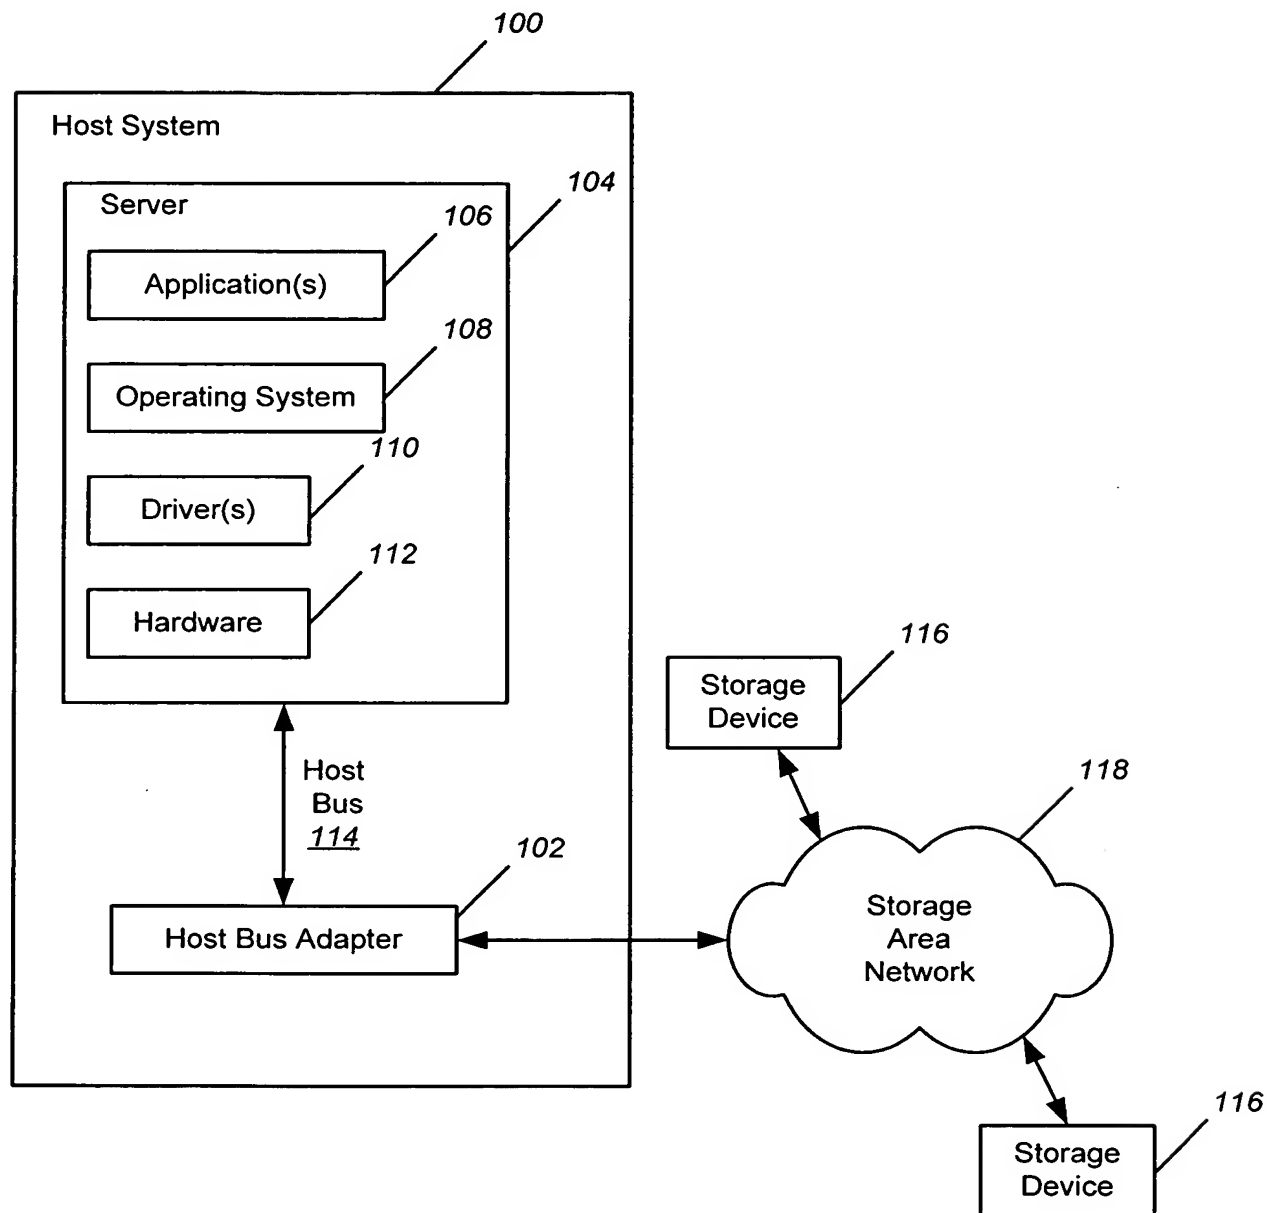 100
Host System
104
Server
106
Application(s)
108
Operating System
110
Driver(s)
112
Hardware
116
Storage
Device
Host
Bus
114
118
102
Host Bus Adapter
Storage
Area
Network
116
Storage
Device